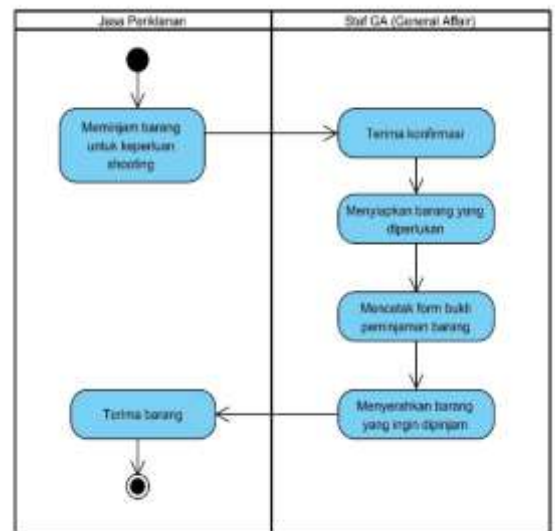 Jasa Periklanan
Staf GA (General Affair)
Meminjam barang
untuk keperluan
shooting
Terima konfirmasi
Menyiapkan barang yang
diperlukan
Mencetak form bukti
peminjaman barang
Menyerahkan barang
yang ingin dipinjam
Terima barang